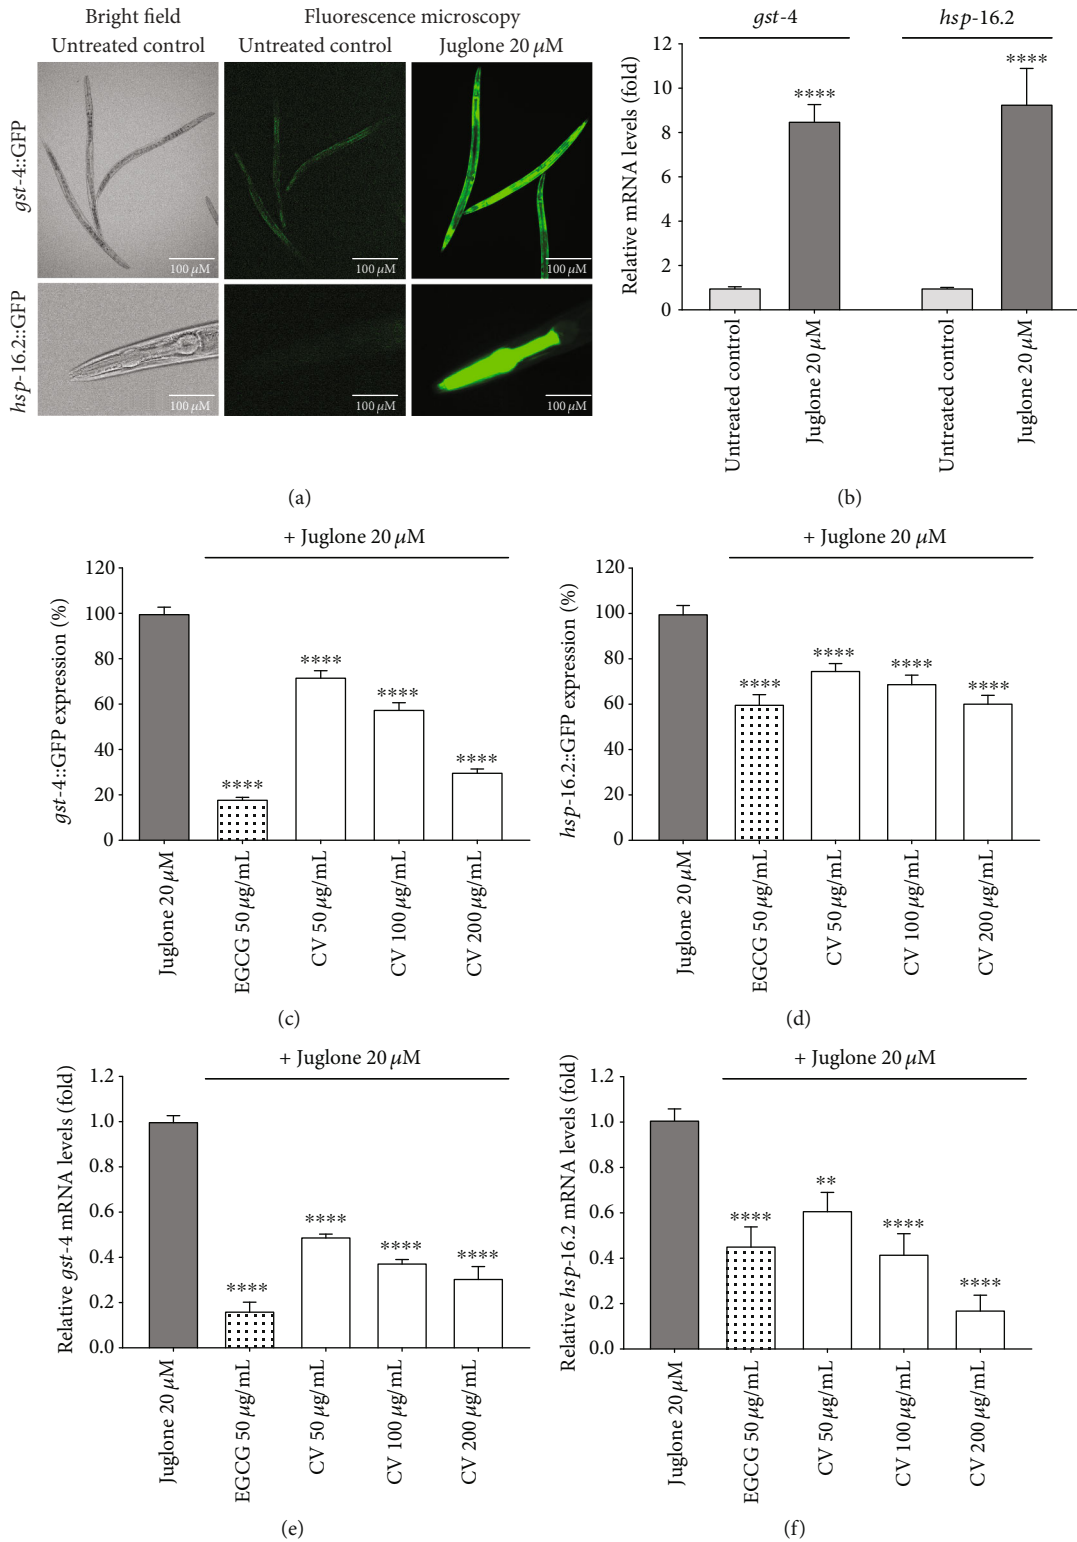 Bright field
Fluorescence microscopy
Untreated control
Untreated control
Juglone 20 μM
gst-4::GFP
100 μM
100 μM
100 μM
hsp-16.2::GFP
100 μM
100 μM
100 μM
(a)
gst-4
hsp-16.2
Relative mRNA levels (fold)
12
10
8
6
4
2
0
****
****
Untreated control
Juglone 20 μM
Untreated control
Juglone 20 μM
(b)
+ Juglone 20 μM
gst-4::GFP expression (%)
120
100
80
60
40
20
0
****
****
****
****
Juglone 20 μM
EGCG 50 μg/mL
CV 50 μg/mL
CV 100 μg/mL
CV 200 μg/mL
(c)
+ Juglone 20 μM
hsp-16.2::GFP expression (%)
120
100
80
60
40
20
0
****
****
****
****
Juglone 20 μM
EGCG 50 μg/mL
CV 50 μg/mL
CV 100 μg/mL
CV 200 μg/mL
(d)
+ Juglone 20 μM
Relative gst-4 mRNA levels (fold)
1.2
1.0
0.8
0.6
0.4
0.2
0.0
****
****
****
****
Juglone 20 μM
EGCG 50 μg/mL
CV 50 μg/mL
CV 100 μg/mL
CV 200 μg/mL
(e)
+ Juglone 20 μM
Relative hsp-16.2 mRNA levels (fold)
1.2
1.0
0.8
0.6
0.4
0.2
0.0
****
**
****
****
Juglone 20 μM
EGCG 50 μg/mL
CV 50 μg/mL
CV 100 μg/mL
CV 200 μg/mL
(f)